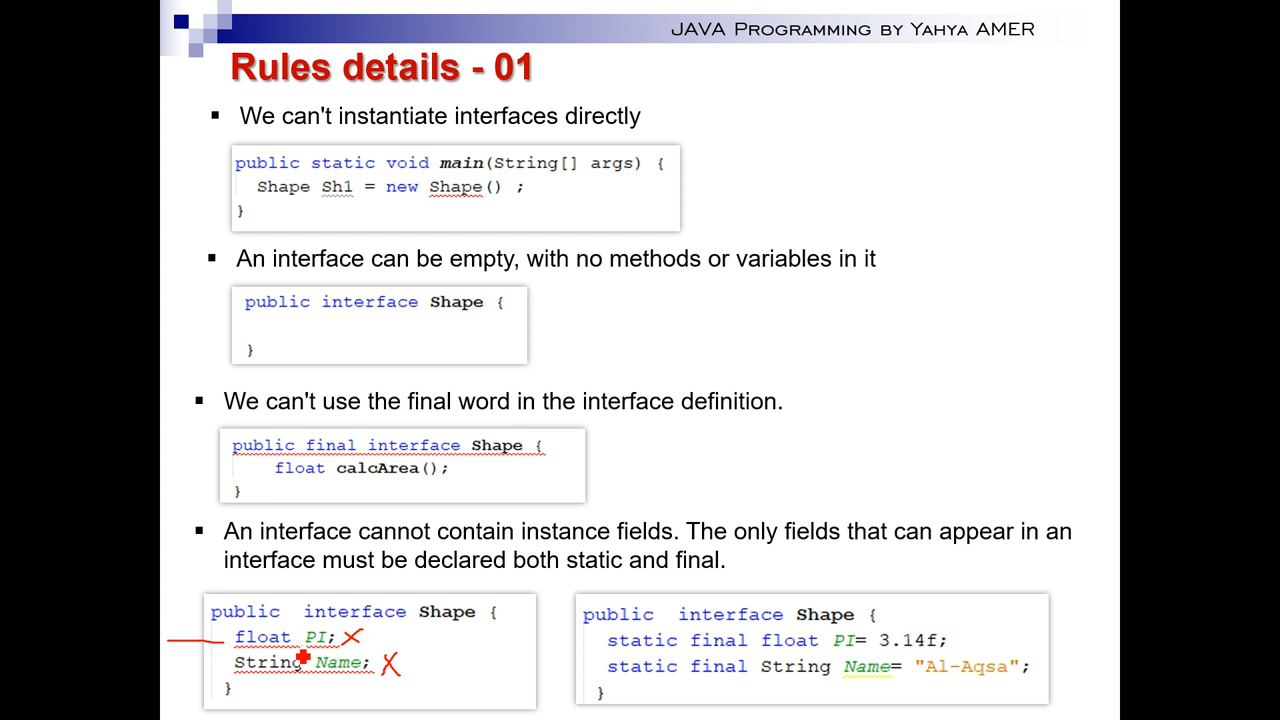 JAVA Programming by Yahya AMER
Rules details - 01
▪ We can't instantiate interfaces directly
public static void main(String[] args) {
Shape Sh1 = new Shape() ;
}
▪ An interface can be empty, with no methods or variables in it
public interface Shape {
}
▪ We can't use the final word in the interface definition.
public final interface Shape {
float calcArea();
}
▪ An interface cannot contain instance fields. The only fields that can appear in an
interface must be declared both static and final.
public interface Shape {
float PI;
String Name;
}
public interface Shape {
static final float PI= 3.14f;
static final String Name= "Al-Aqsa";
}